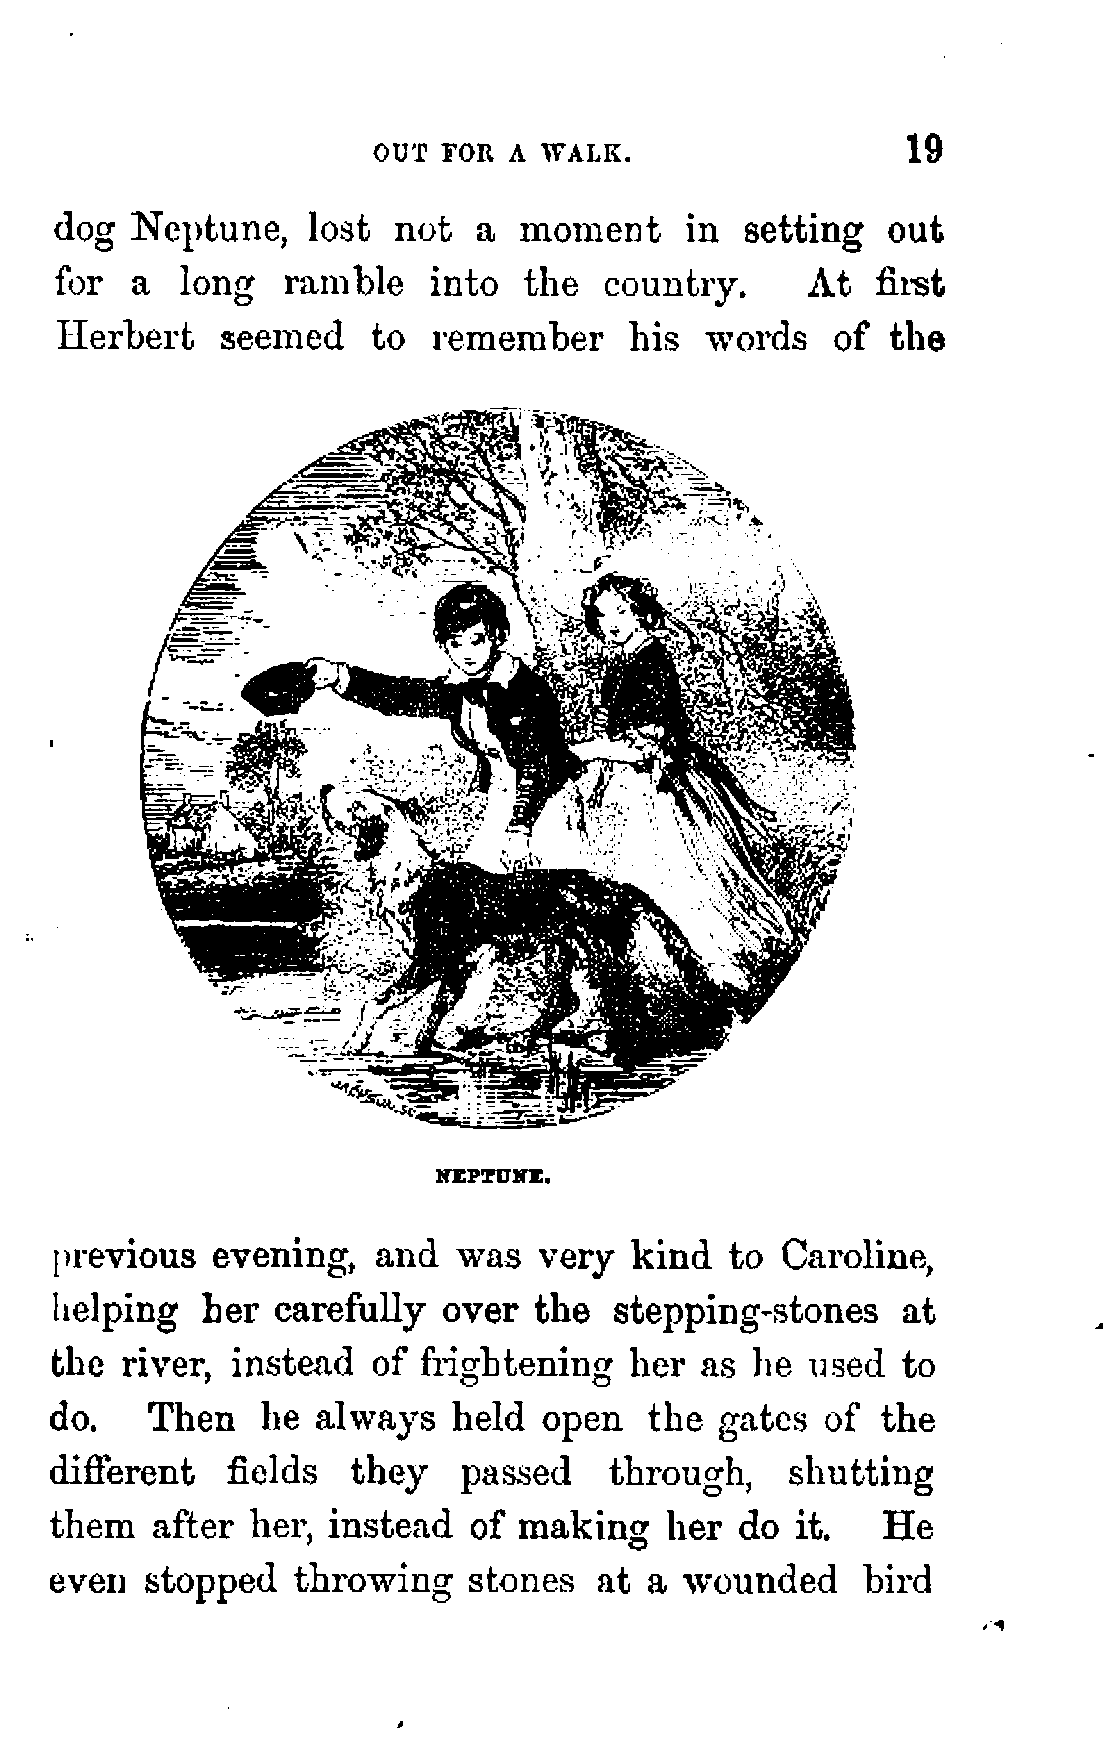 OUT FOR A WALK. 19
dog Neptune, lost not a moment in setting out
for a long ramble into the country. At first
Herbert seemed to remember his words of the
NEPTUNE.
previous evening, and was very kind to Caroline,
helping her carefully over the stepping-stones at
the river, instead of frightening her as he used to
do. Then he always held open the gates of the
different fields they passed through, shutting
them after her, instead of making her do it. He
even stopped throwing stones at a wounded bird